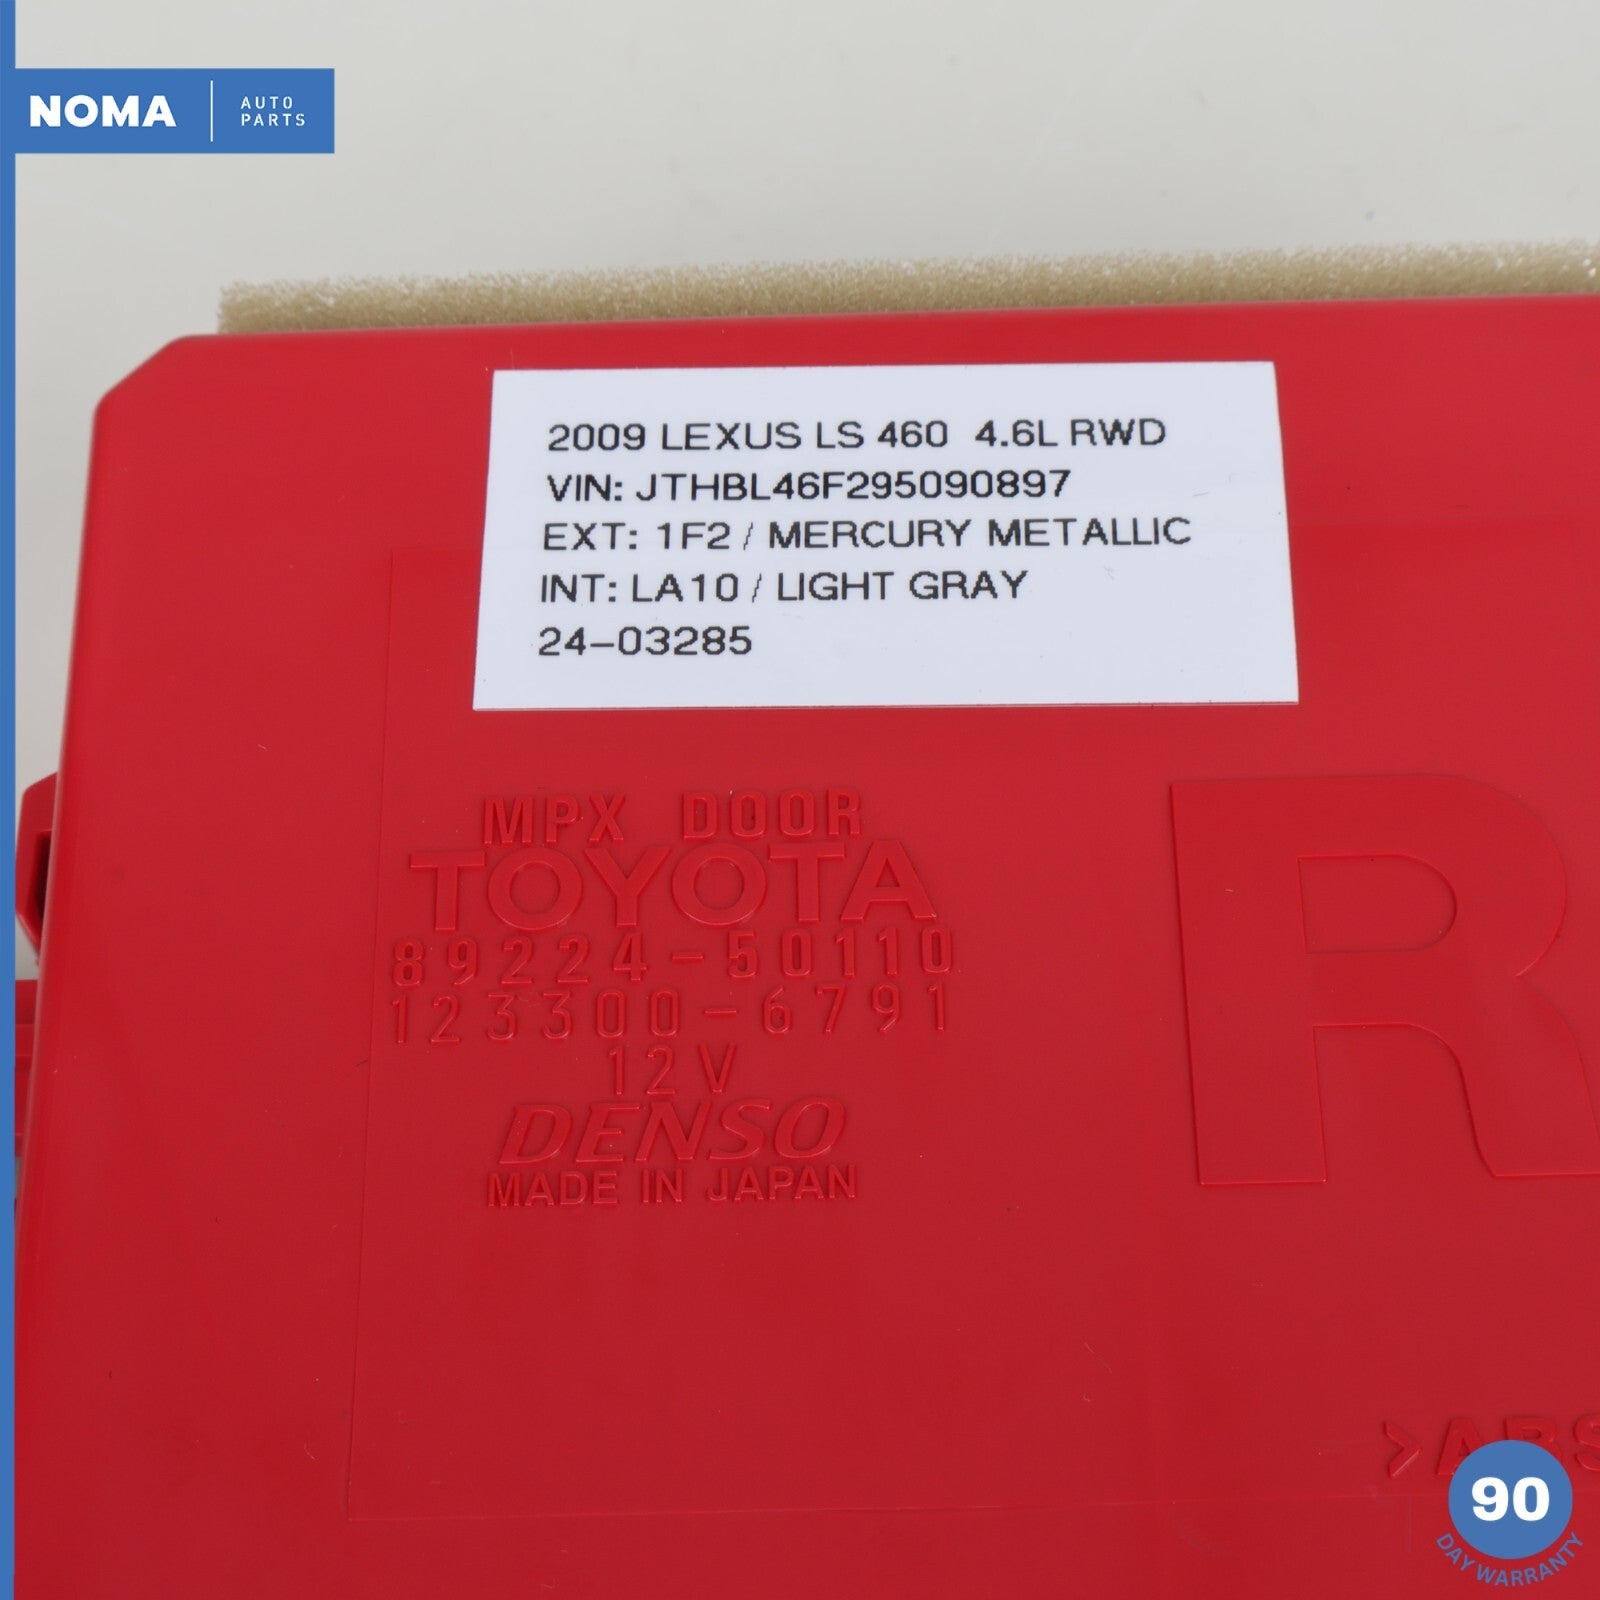 NOMA
AUTO
PARTS
2009 LEXUS LS 460 4.6L RWD
VIN: JTHBL46F295090897
EXT: 1F2 / MERCURY METALLIC
INT: LA10 / LIGHT GRAY
24-03285
MPX DOOR
TOYOTA
89224-50110
123300-6791
12V
DENSO
MADE IN JAPAN
R
>ABS
90
DAY WARRANTY